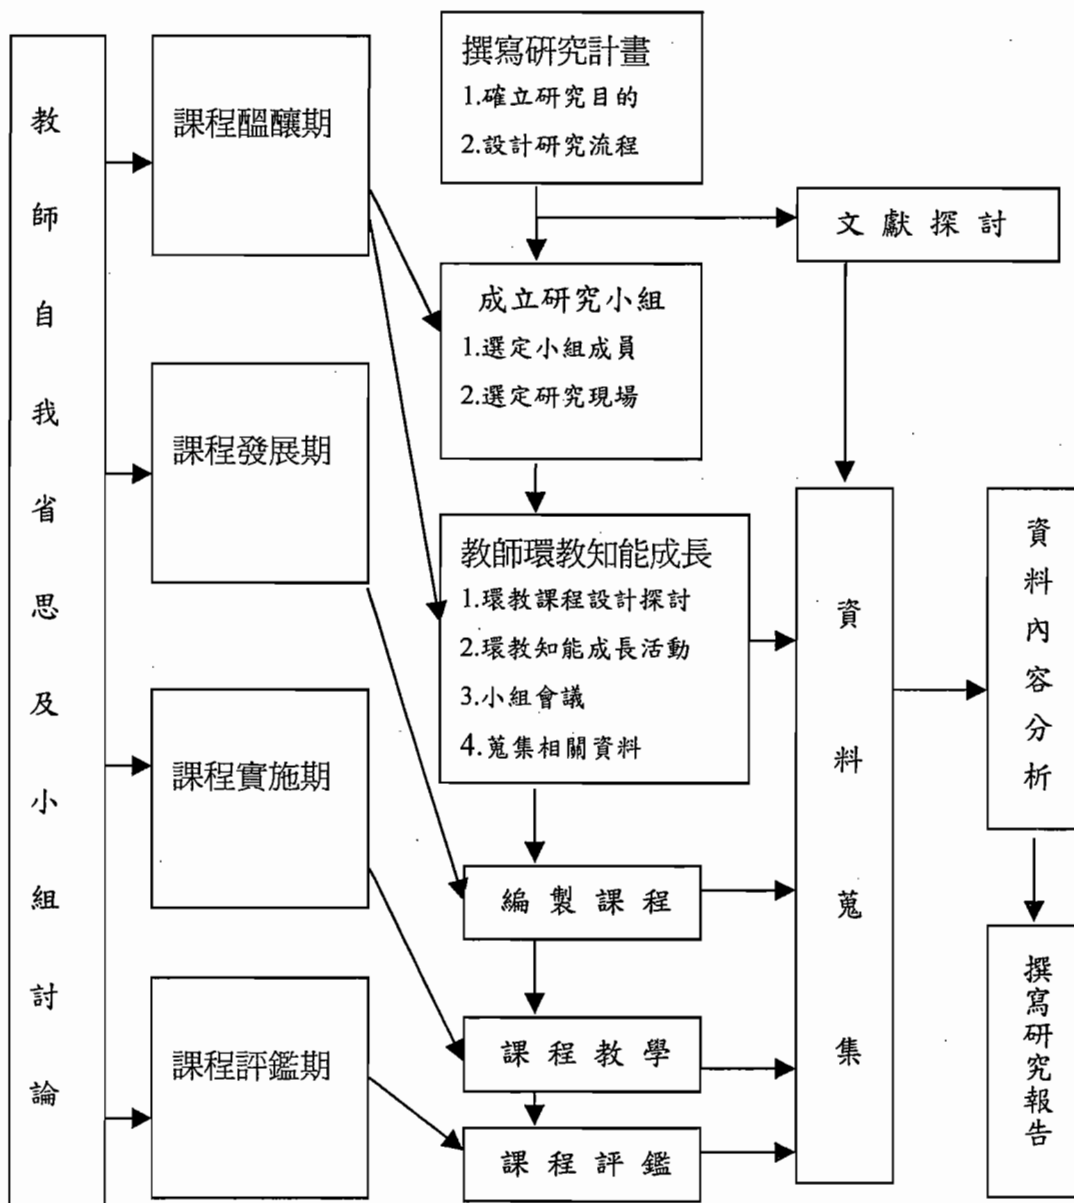 教師自我省思及小組討論
課程醞釀期
課程發展期
課程實施期
課程評鑑期
撰寫研究計畫
1.確立研究目的
2.設計研究流程
文獻探討
成立研究小組
1.選定小組成員
2.選定研究現場
教師環教知能成長
1.環教課程設計探討
2.環教知能成長活動
3.小組會議
4.蒐集相關資料
編製課程
課程教學
課程評鑑
資料蒐集
資料內容分析
撰寫研究報告